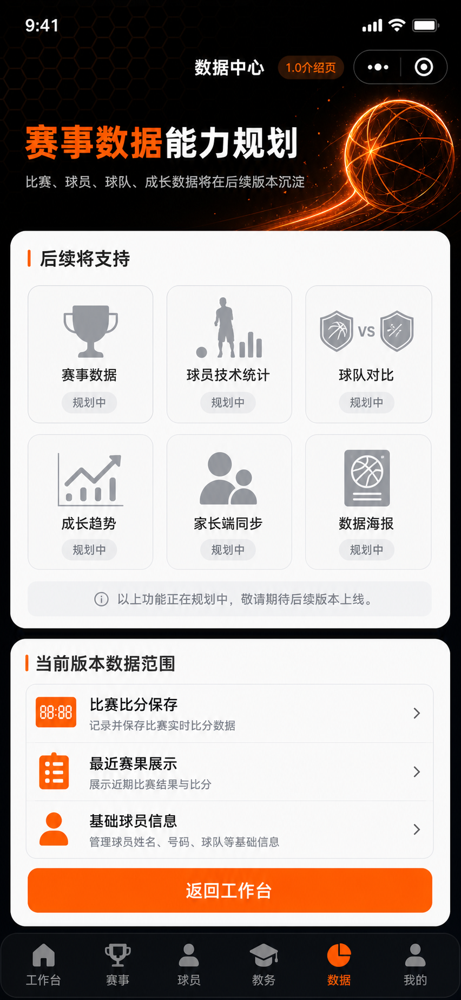 9:41
数据中心
1.0介绍页
赛事数据能力规划
比赛、球员、球队、成长数据将在后续版本沉淀
后续将支持
VS
赛事数据
球员技术统计
球队对比
规划中
规划中
规划中
成长趋势
家长端同步
数据海报
规划中
规划中
规划中
以上功能正在规划中，敬请期待后续版本上线。
当前版本数据范围
88:88
比赛比分保存
记录并保存比赛实时比分数据
最近赛果展示
展示近期比赛结果与比分
基础球员信息
管理球员姓名、号码、球队等基础信息
返回工作台
工作台
赛事
球员
教务
数据
我的